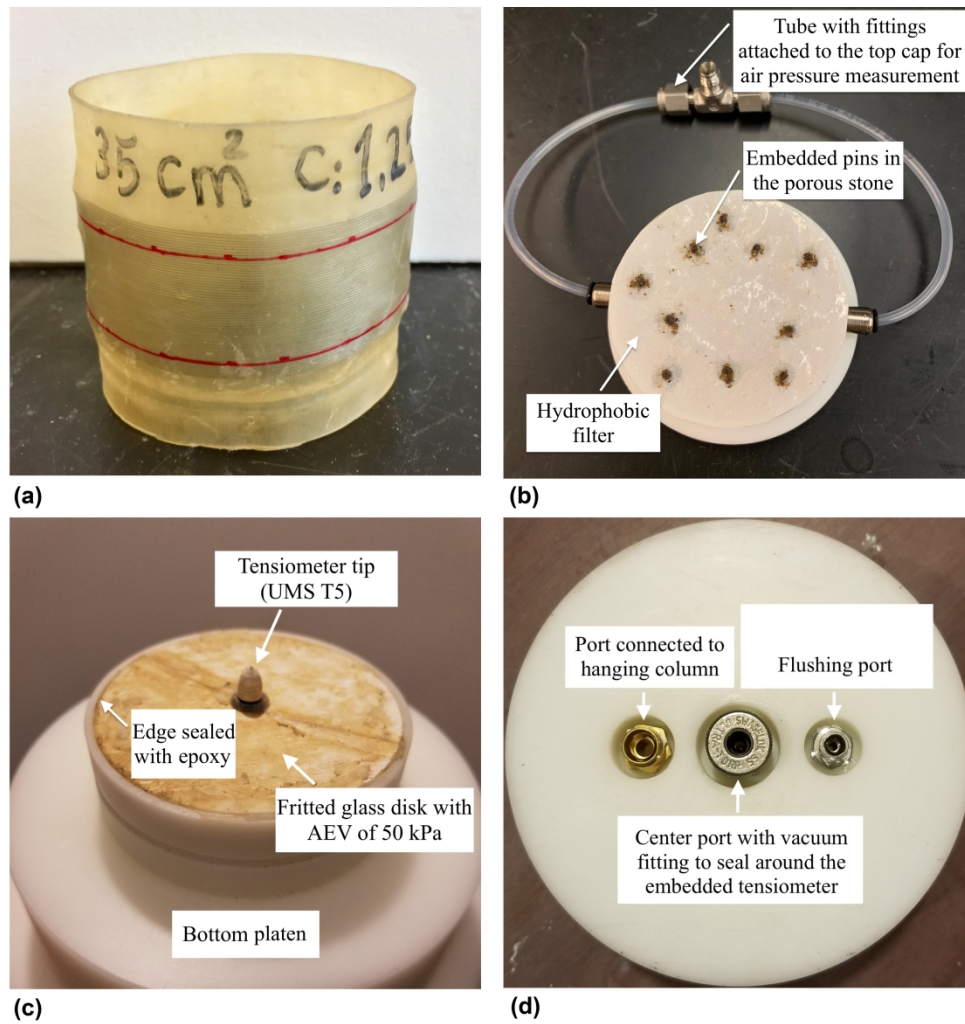 35 cm² C: 1.2
(a)
Tube with fittings
attached to the top cap for
air pressure measurement
Embedded pins in
the porous stone
Hydrophobic
filter
(b)
Tensiometer tip
(UMS T5)
Edge sealed
with epoxy
Fritted glass disk with
AEV of 50 kPa
Bottom platen
(c)
Port connected to
hanging column
Flushing port
Center port with vacuum
fitting to seal around the
embedded tensiometer
(d)